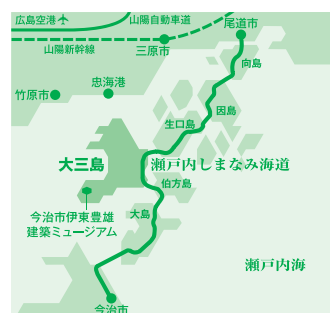 広島空港
山陽自動車道
尾道市
山陽新幹線
三原市
向島
忠海港
竹原市
因島
生口島
大三島
瀬戸内しまなみ海道
伯方島
今治市伊東豊雄
建築ミュージアム
大島
瀬戸内海
今治市